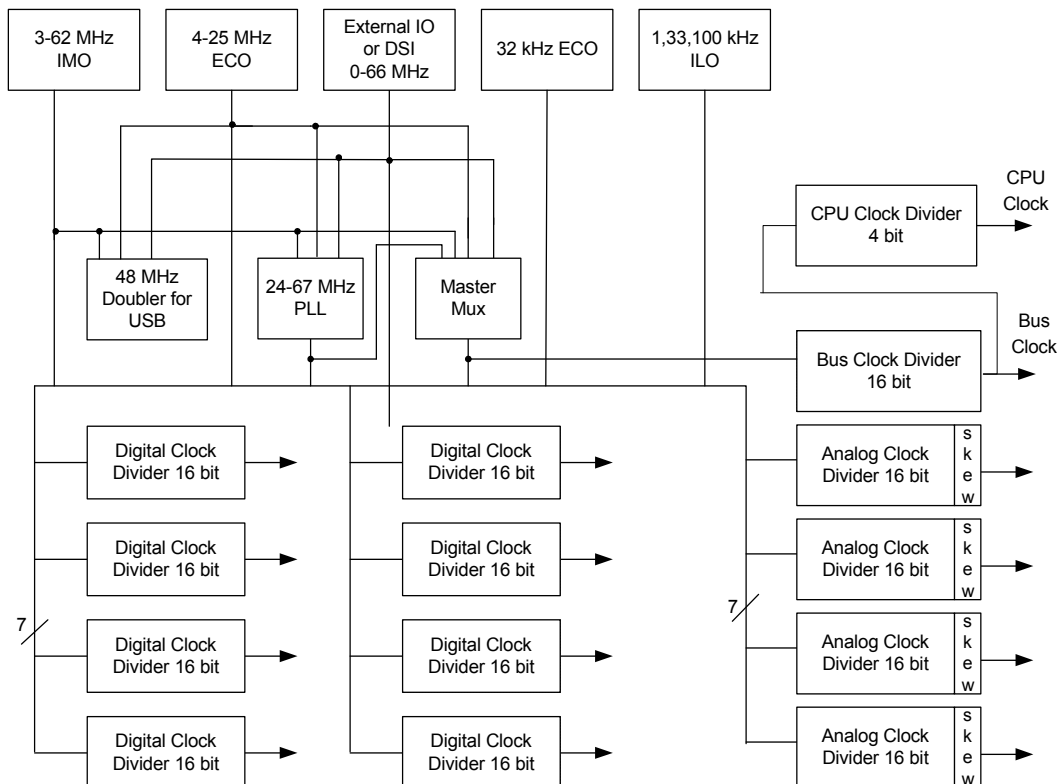 3-62 MHz
IMO
4-25 MHz
ECO
External IO
or DSI
0-66 MHz
32 kHz ECO
1,33,100 kHz
ILO
48 MHz
Doubler for
USB
24-67 MHz
PLL
Master
Mux
CPU Clock Divider
4 bit
CPU
Clock
Bus Clock Divider
16 bit
Bus
Clock
Digital Clock
Divider 16 bit
Digital Clock
Divider 16 bit
Analog Clock
Divider 16 bit
s
k
e
w
Digital Clock
Divider 16 bit
Digital Clock
Divider 16 bit
Analog Clock
Divider 16 bit
s
k
e
w
7
7
Digital Clock
Divider 16 bit
Digital Clock
Divider 16 bit
Analog Clock
Divider 16 bit
s
k
e
w
Digital Clock
Divider 16 bit
Digital Clock
Divider 16 bit
Analog Clock
Divider 16 bit
s
k
e
w